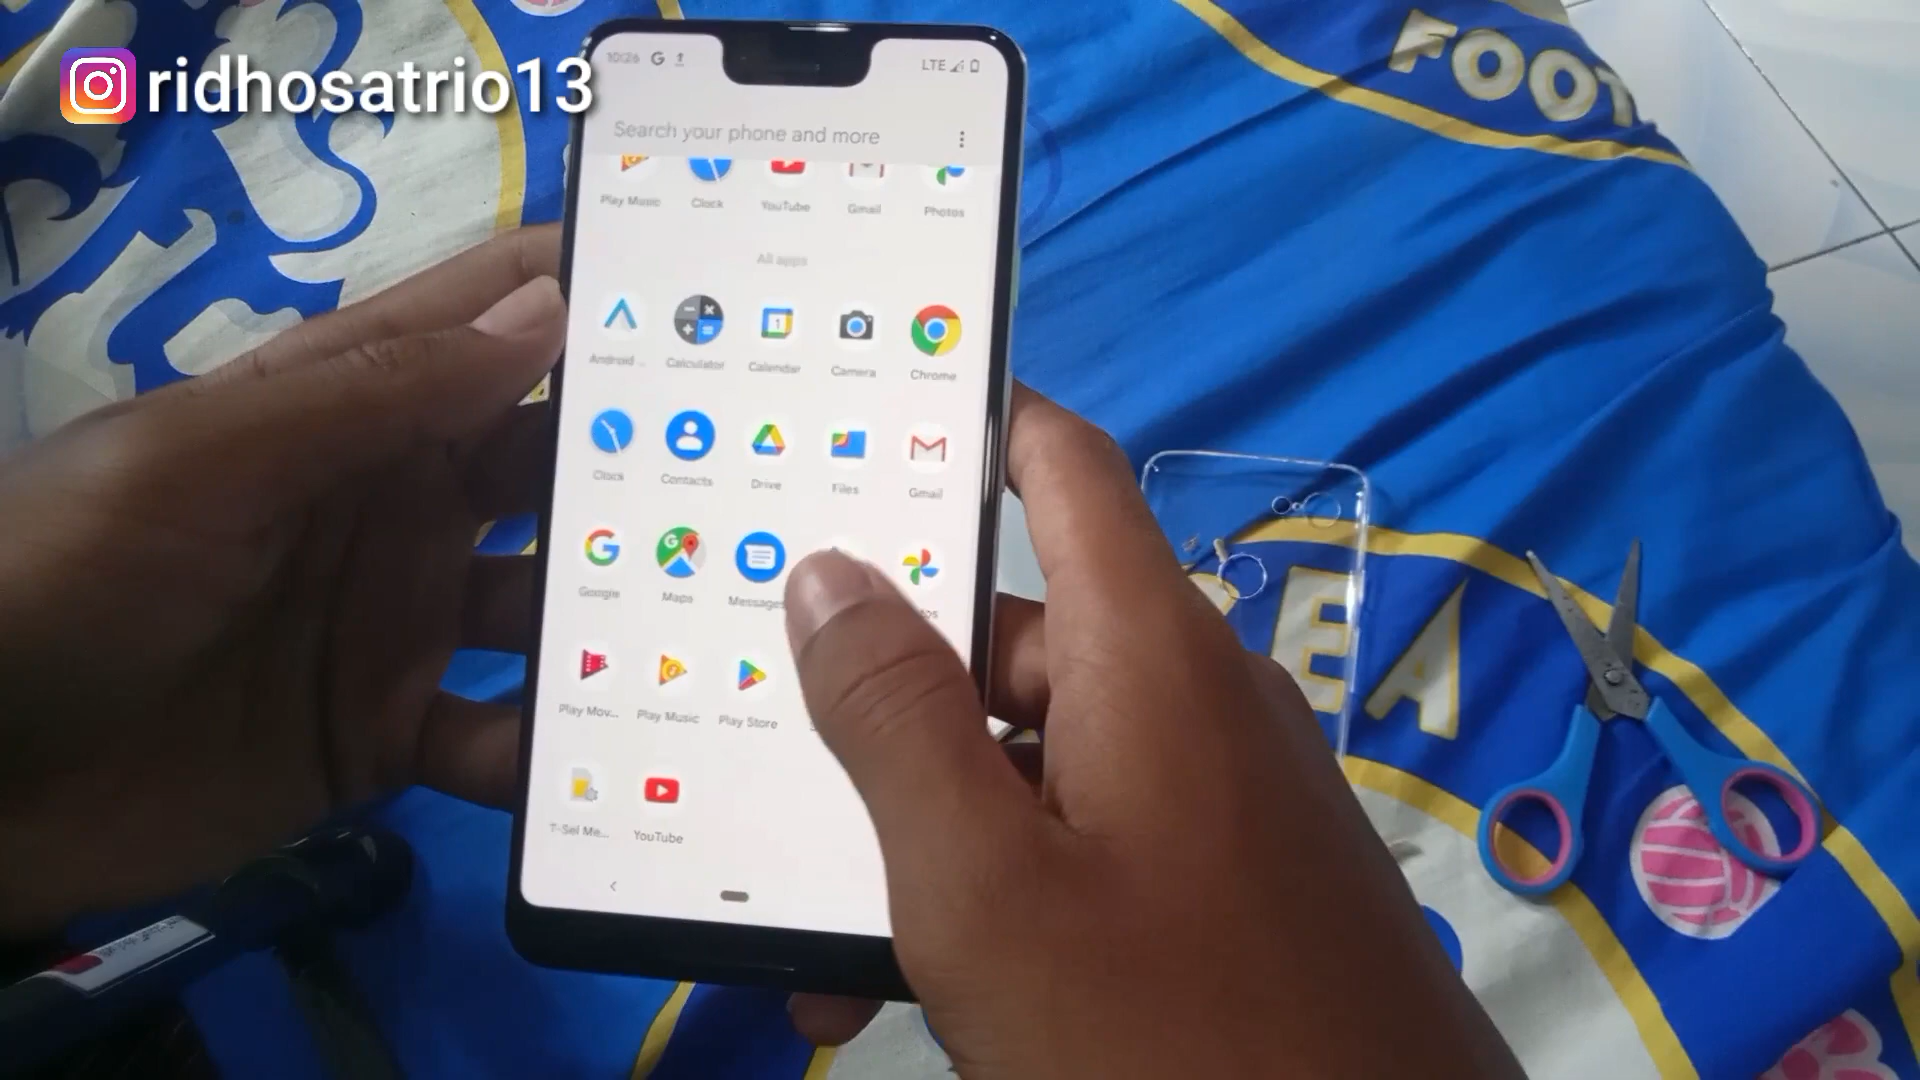 ridhosatrio13
10:26
LTE
Search your phone and more
Play Music
Clock
YouTube
Gmail
Photos
All apps
Android ...
Calculator
Calendar
Camera
Chrome
Clock
Contacts
Drive
Files
Gmail
Google
Maps
Messages
Play Mov...
Play Music
Play Store
T-Sel Me...
YouTube
FOOT
EA